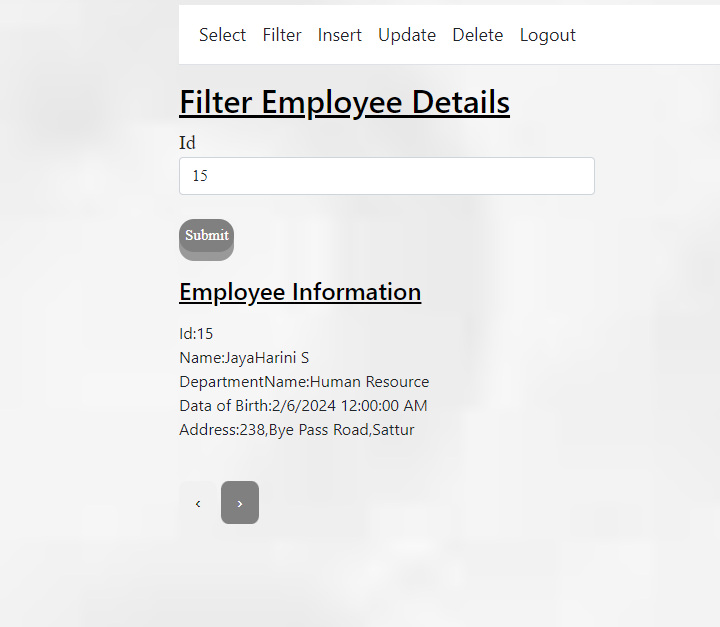 Select Filter Insert Update Delete Logout
Filter Employee Details
Id
15
Submit
Employee Information
Id:15
Name:JayaHarini S
DepartmentName:Human Resource
Data of Birth:2/6/2024 12:00:00 AM
Address:238,Bye Pass Road,Sattur
‹ ›